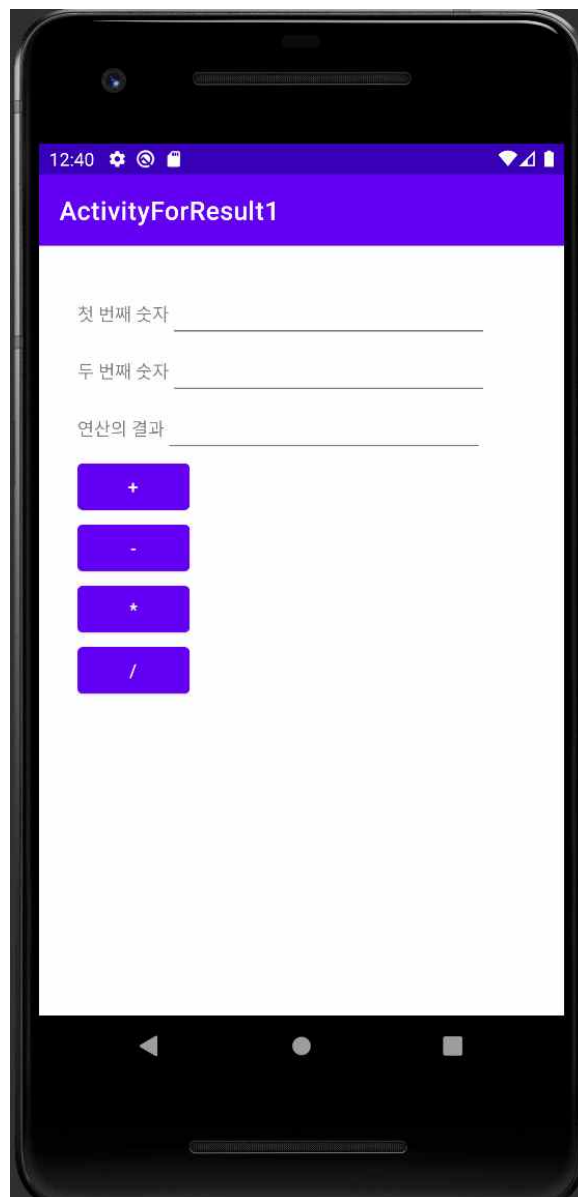 12:40
ActivityForResult1
첫 번째 숫자
두 번째 숫자
연산의 결과
+
-
*
/